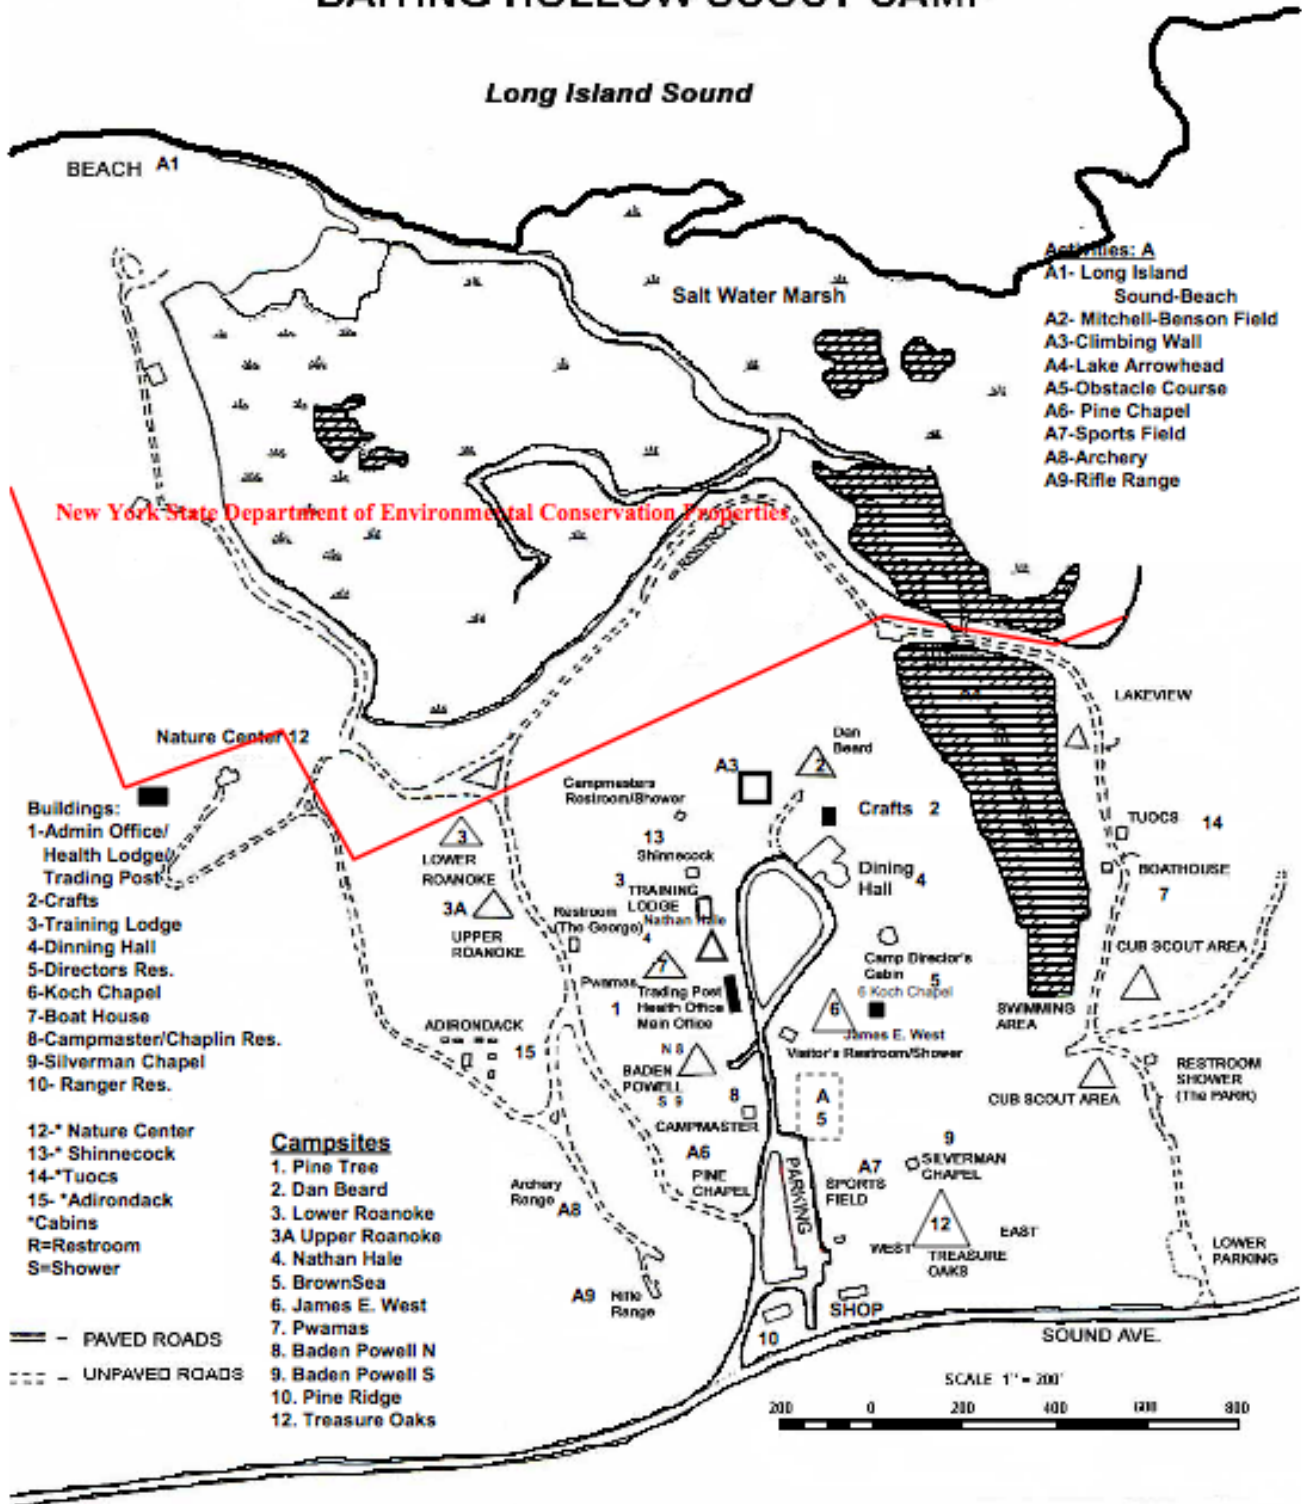 BAITING HOLLOW SCOUT CAMP
Long Island Sound
BEACH A1
Salt Water Marsh
Activities: A
A1- Long Island
Sound-Beach
A2- Mitchell-Benson Field
A3-Climbing Wall
A4-Lake Arrowhead
A5-Obstacle Course
A6- Pine Chapel
A7-Sports Field
A8-Archery
A9-Rifle Range
New York State Department of Environmental Conservation Properties
LAKEVIEW
Nature Center 12
Dan
Beard
2
A3
Campmasters
Restroom/Shower
Crafts 2
TUOCS 14
13
Shinnecock
3
LOWER
ROANOKE
Dining
Hall 4
BOATHOUSE
7
3
TRAINING
LODGE
Nathan Hale
4
3A
UPPER
ROANOKE
Restroom
(The George)
CUB SCOUT AREA
Camp Director's
Cabin
5
6 Koch Chapel
Pwamas
7
1
Trading Post
Health Office
Main Office
6
James E. West
Visitor's Restroom/Shower
SWIMMING
AREA
ADIRONDACK
15
N 8
BADEN
POWELL
S 9
8
CAMPMASTER
A
5
CUB SCOUT AREA
RESTROOM
SHOWER
(The PARR)
A6
PINE
CHAPEL
PARKING
A7
SPORTS
FIELD
9
SILVERMAN
CHAPEL
Archery
Range
A8
12
WEST
EAST
TREASURE
OAKS
LOWER
PARKING
A9
Rifle
Range
SHOP
10
SOUND AVE.
Buildings:
1-Admin Office/
Health Lodge/
Trading Post
2-Crafts
3-Training Lodge
4-Dinning Hall
5-Directors Res.
6-Koch Chapel
7-Boat House
8-Campmaster/Chaplin Res.
9-Silverman Chapel
10- Ranger Res.
12-* Nature Center
13-* Shinnecock
14-*Tuocs
15- *Adirondack
*Cabins
R=Restroom
S=Shower
Campsites
1. Pine Tree
2. Dan Beard
3. Lower Roanoke
3A Upper Roanoke
4. Nathan Hale
5. BrownSea
6. James E. West
7. Pwamas
8. Baden Powell N
9. Baden Powell S
10. Pine Ridge
12. Treasure Oaks
PAVED ROADS
UNPAVED ROADS
SCALE 1" = 200'
200 0 200 400 600 800